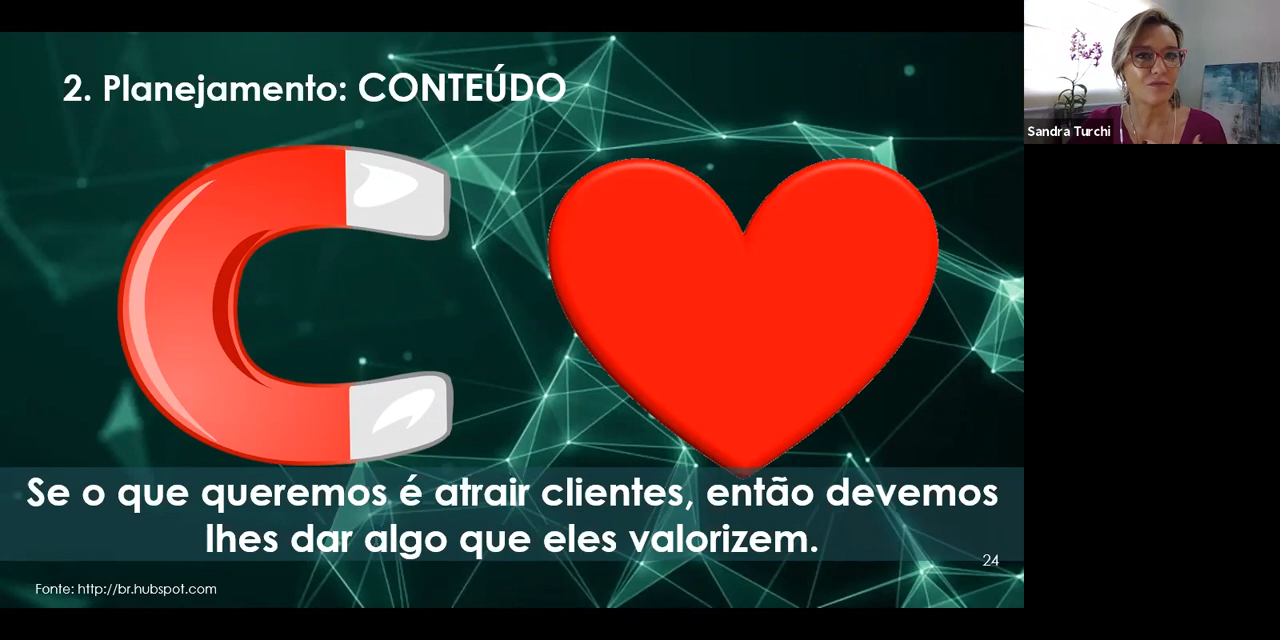 2. Planejamento: CONTEÚDO
Sandra Turchi
Se o que queremos é atrair clientes, então devemos
lhes dar algo que eles valorizem.
24
Fonte: http://br.hubspot.com